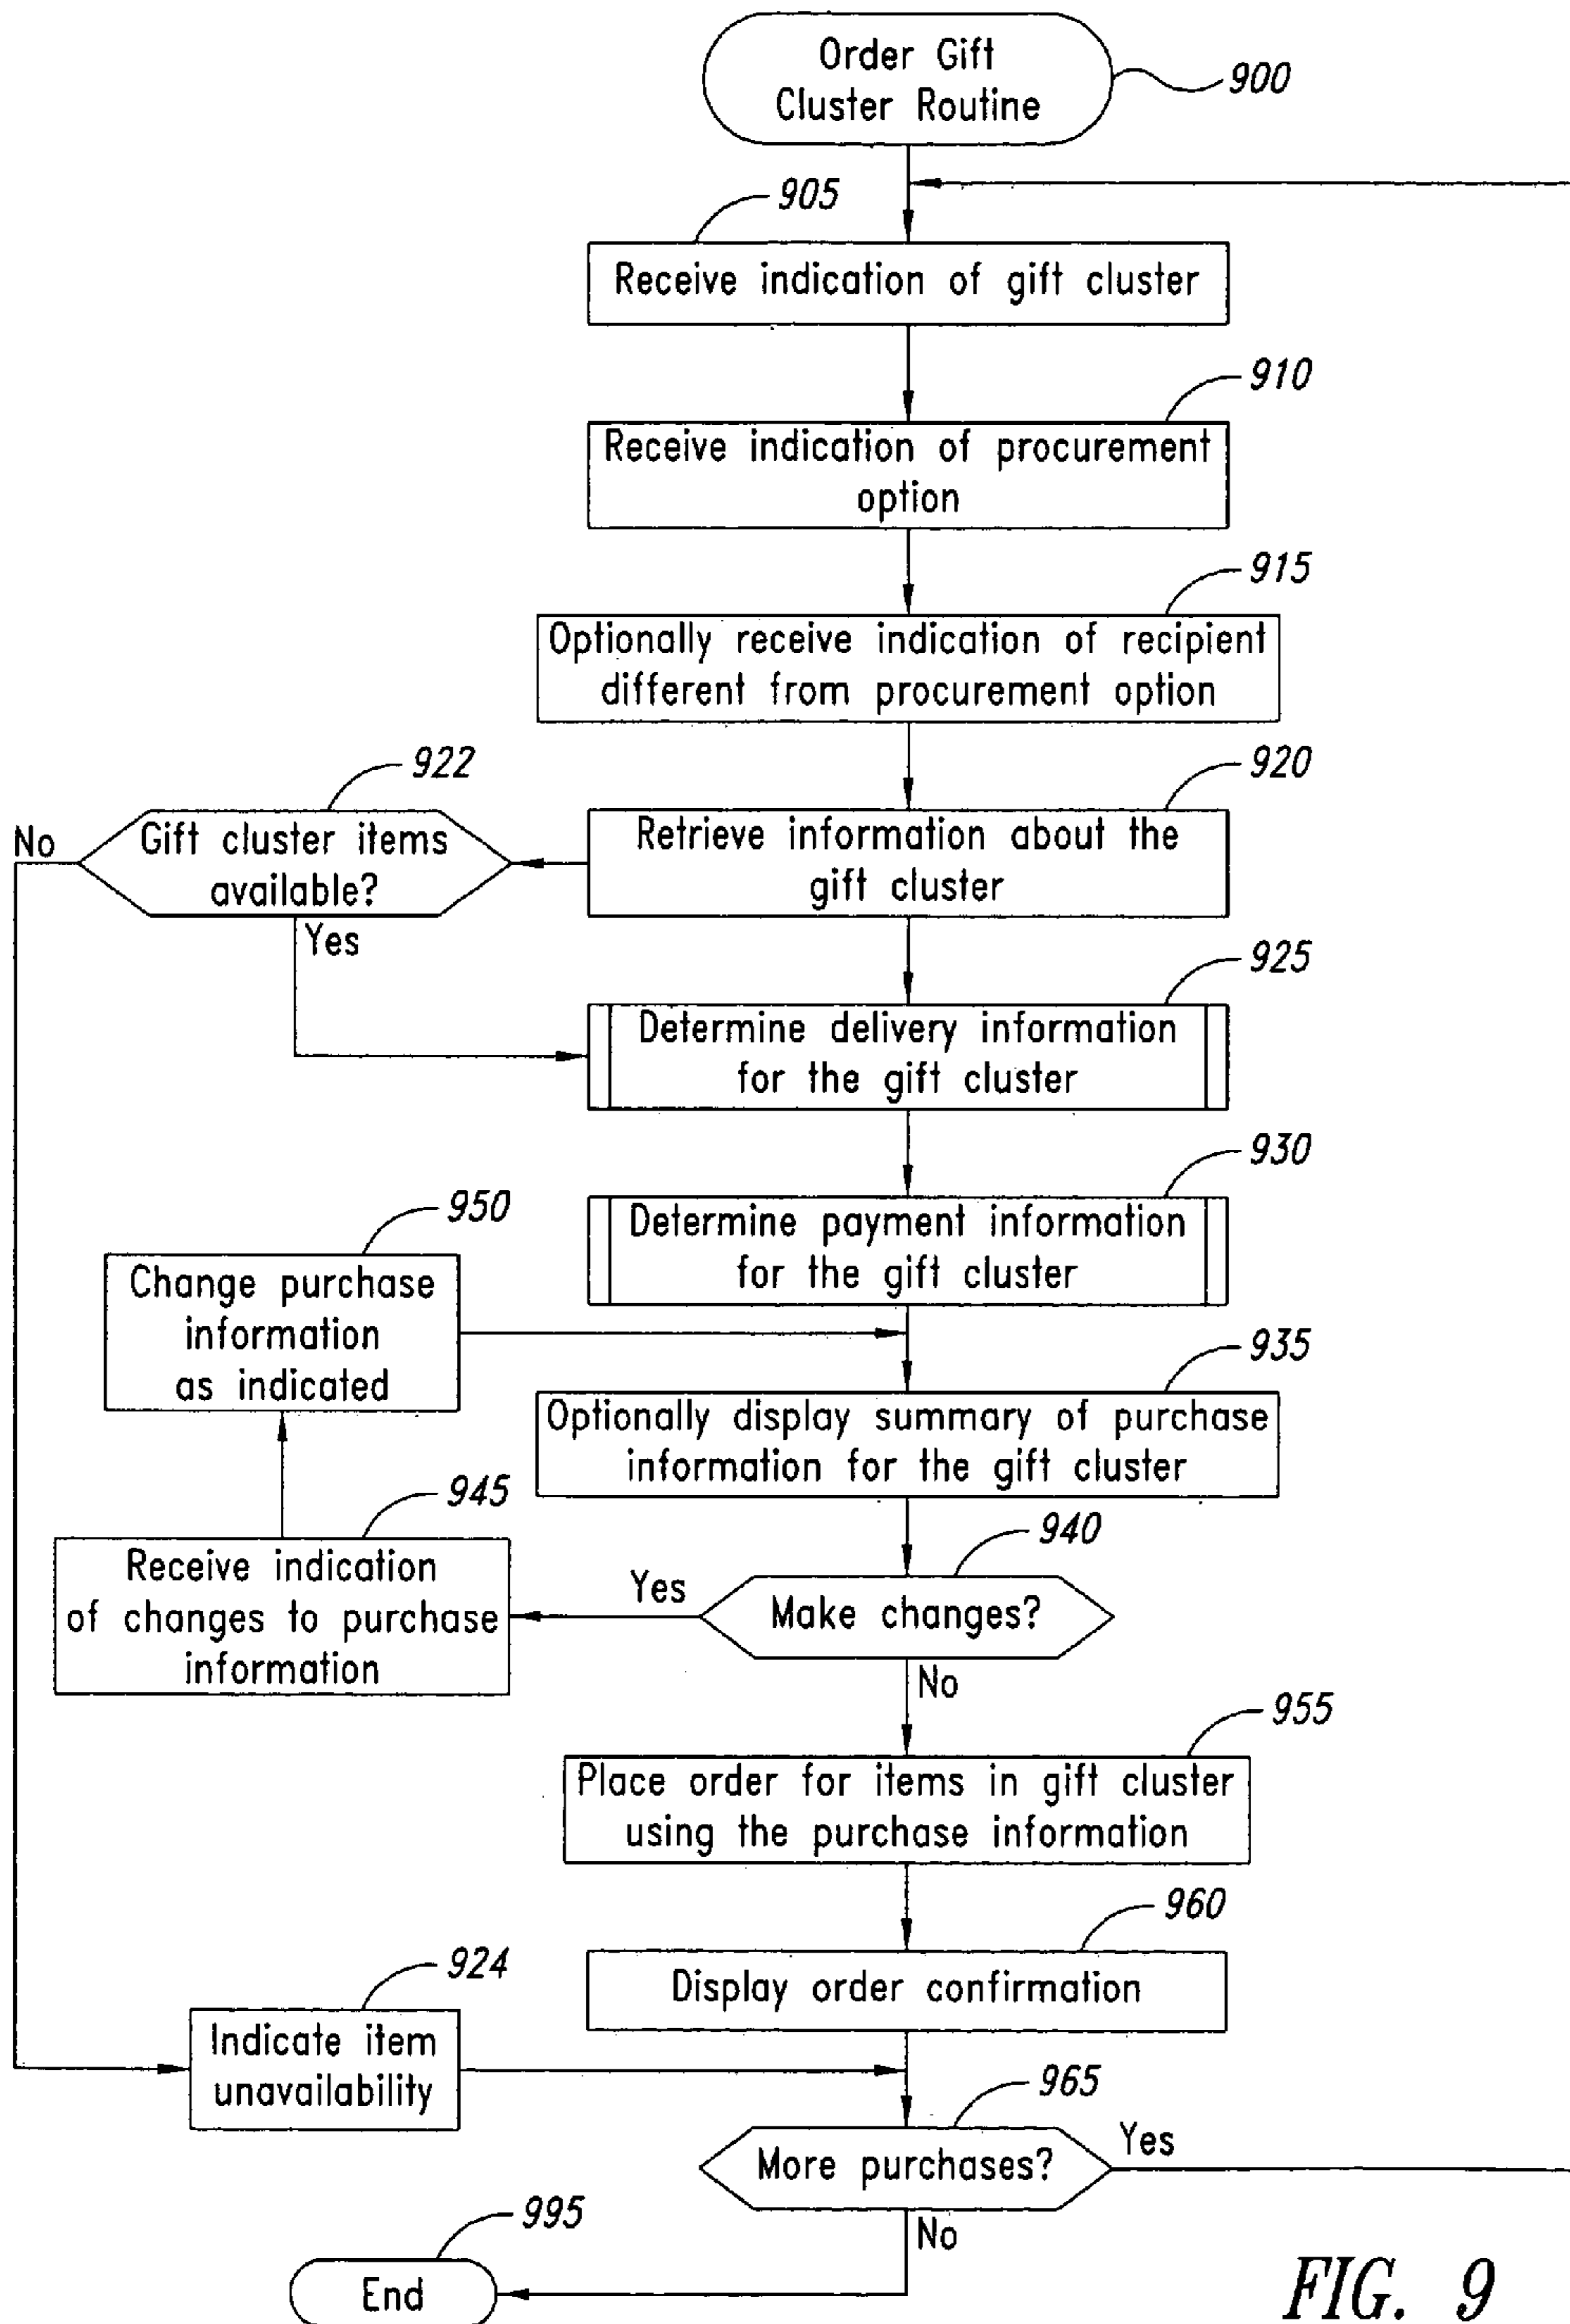 Order Gift
Cluster Routine
900
905
Receive indication of gift cluster
910
Receive indication of procurement
option
915
Optionally receive indication of recipient
different from procurement option
922
920
No
Gift cluster items
available?
Retrieve information about the
gift cluster
Yes
925
Determine delivery information
for the gift cluster
930
Determine payment information
for the gift cluster
950
Change purchase
information
as indicated
935
Optionally display summary of purchase
information for the gift cluster
945
Receive indication
of changes to purchase
information
940
Yes
Make changes?
No
955
Place order for items in gift cluster
using the purchase information
960
Display order confirmation
924
Indicate item
unavailability
965
More purchases?
Yes
No
995
End
FIG. 9